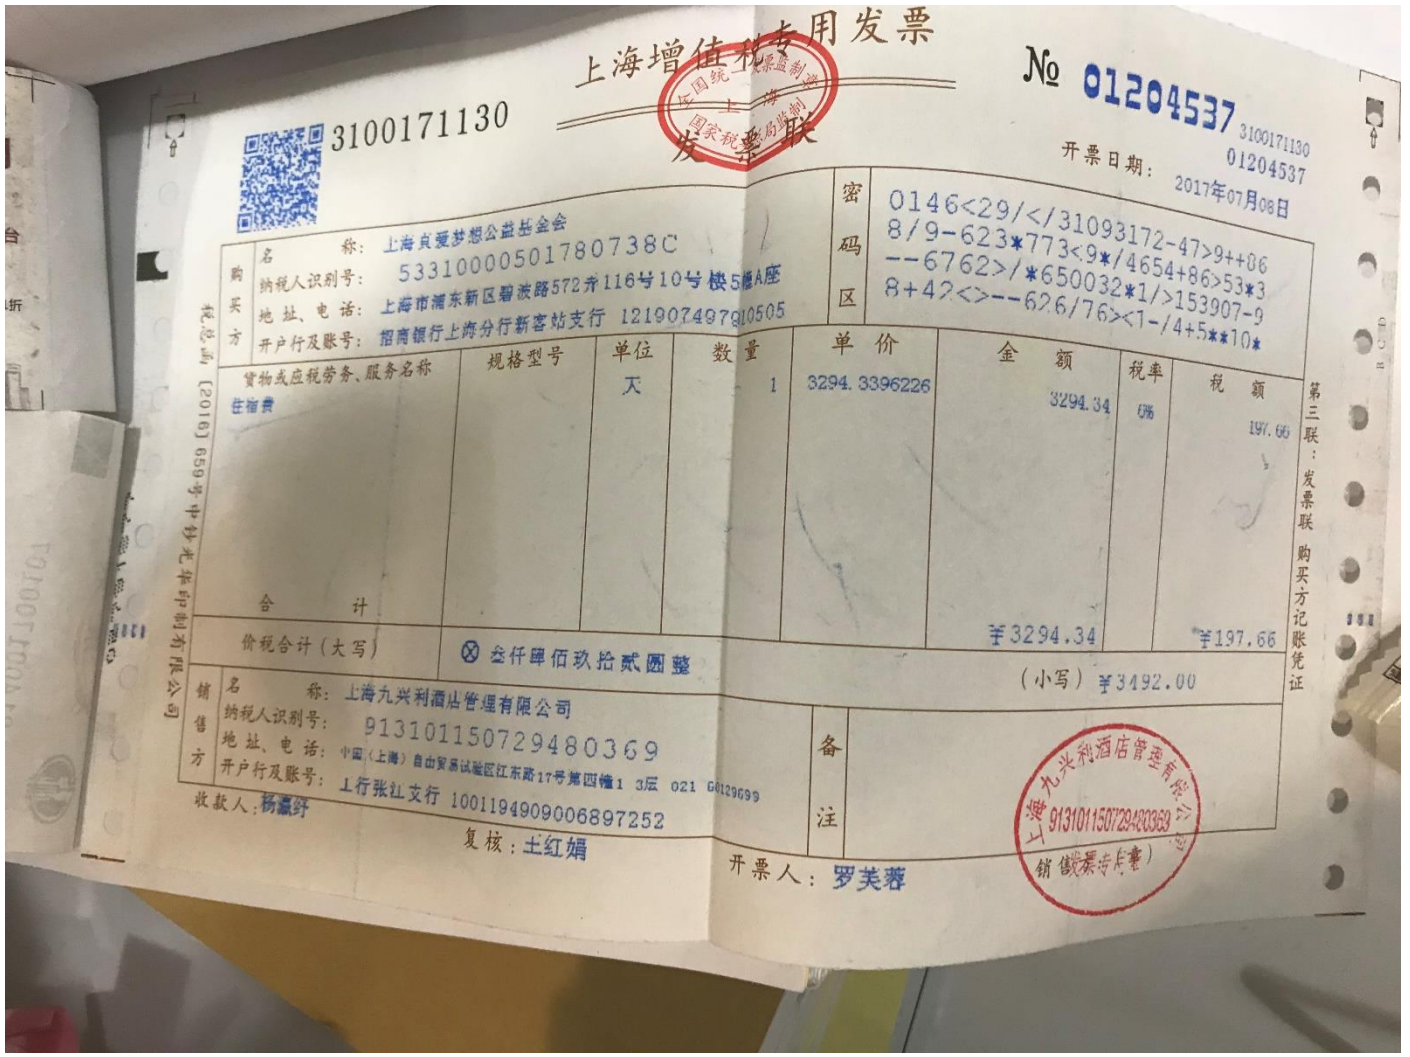 上海增值税专用发票
发票联
全国统一发票监制章
上海
国家税务总局监制
3100171130
№ 01204537
3100171130
01204537
开票日期: 2017年07月08日
购买方
名 称: 上海真爱梦想公益基金会
纳税人识别号: 53310000501780738C
地 址、电 话: 上海市浦东新区碧波路572弄116号10号楼5幢A座
开户行及账号: 招商银行上海分行新客站支行 121907497910505
密码区
0146<29/</31093172-47>9++86
8/9-623*773<9*/4654+86>53*3
--6762>/*650032*1/>153907-9
8+42<>--626/76><1-/4+5**10*
货物或应税劳务、服务名称 规格型号 单位 数量 单价 金额 税率 税额
住宿费 天 1 3294.3396226 3294.34 6% 197.66
合 计 ¥3294.34 ¥197.66
价税合计(大写) ⊗ 叁仟肆佰玖拾贰圆整 (小写) ¥3492.00
销售方
名 称: 上海九兴利酒店管理有限公司
纳税人识别号: 913101150729480369
地 址、电 话: 中国(上海)自由贸易试验区江东路17号第四幢1 3层 021
开户行及账号: 工行张江支行 1001194909006897252
备注
收款人: 杨瀛纾
复核: 王红娟
开票人: 罗芙蓉
销售方:(章)
上海九兴利酒店管理有限公司
913101150729480369
发票专用章
税总函〔2016〕659号中钞光华印制有限公司
第三联:发票联 购买方记账凭证